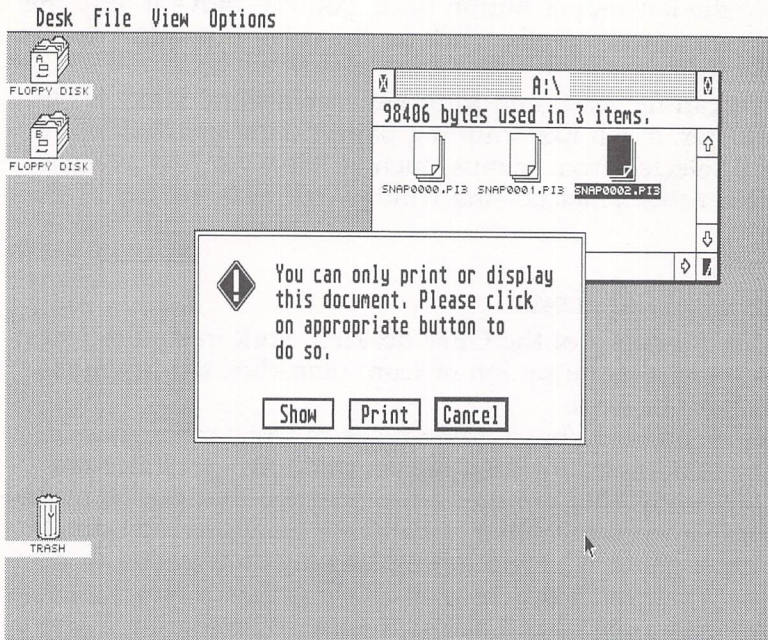 Desk File View Options
FLOPPY DISK
FLOPPY DISK
A:\
98406 bytes used in 3 items.
SNAP0000.PI3 SNAP0001.PI3 SNAP0002.PI3
You can only print or display
this document. Please click
on appropriate button to
do so.
Show Print Cancel
TRASH